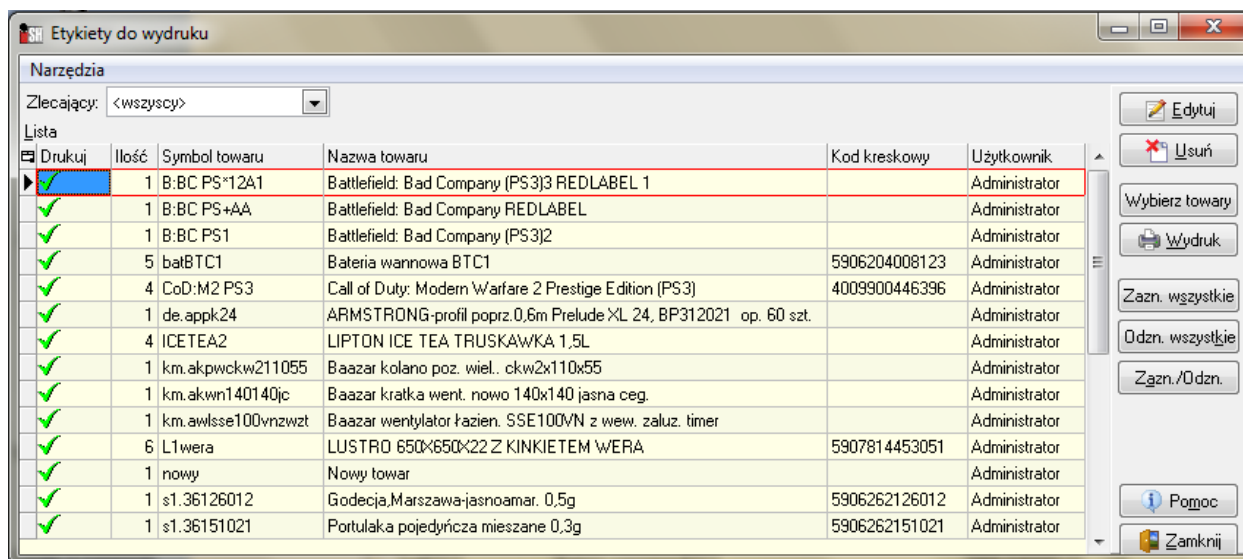 Etykiety do wydruku
Narzędzia
Zlecający: <wszyscy>
Lista
Drukuj Ilość Symbol towaru Nazwa towaru Kod kreskowy Użytkownik
1 B:BC PS*12A1 Battlefield: Bad Company (PS3)3 REDLABEL 1 Administrator
1 B:BC PS+AA Battlefield: Bad Company REDLABEL Administrator
1 B:BC PS1 Battlefield: Bad Company (PS3)2 Administrator
5 batBTC1 Bateria wannowa BTC1 5906204008123 Administrator
4 CoD:M2 PS3 Call of Duty: Modern Warfare 2 Prestige Edition (PS3) 4009900446396 Administrator
1 de.appk24 ARMSTRONG-profil poprz.0,6m Prelude XL 24, BP312021 op. 60 szt. Administrator
4 ICETEA2 LIPTON ICE TEA TRUSKAWKA 1,5L Administrator
1 km.akpwckw211055 Baazar kolano poz. wiel.. ckw2x110x55 Administrator
1 km.akwn140140jc Baazar kratka went. nowo 140x140 jasna ceg. Administrator
1 km.awlsse100vnzwzt Baazar wentylator łazien. SSE100VN z wew. zaluz. timer Administrator
6 L1wera LUSTRO 650X650X22 Z KINKIETEM WERA 5907814453051 Administrator
1 nowy Nowy towar Administrator
1 s1.36126012 Godecja,Marszawa-jasnoamar. 0,5g 5906262126012 Administrator
1 s1.36151021 Portulaka pojedyńcza mieszane 0,3g 5906262151021 Administrator
Edytuj
Usuń
Wybierz towary
Wydruk
Zazn. wszystkie
Odzn. wszystkie
Zazn./Odzn.
Pomoc
Zamknij